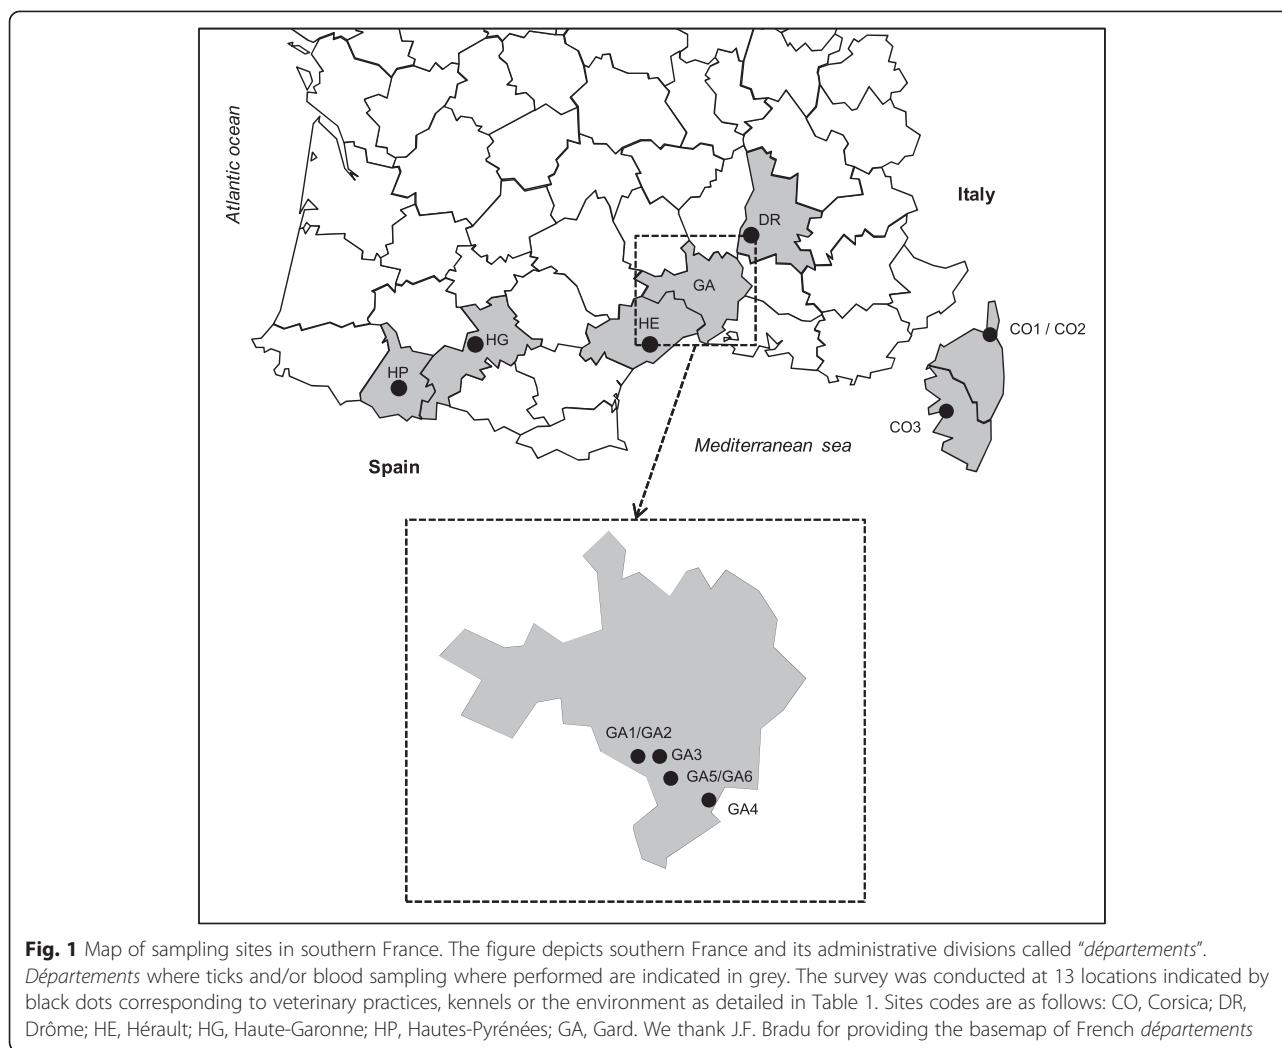 Atlantic ocean
Italy
DR
GA
HE
HG
HP
CO1 / CO2
CO3
Mediterranean sea
Spain
GA1/GA2
GA3
GA5/GA6
GA4
Fig. 1 Map of sampling sites in southern France. The figure depicts southern France and its administrative divisions called “départements”.
Départements where ticks and/or blood sampling where performed are indicated in grey. The survey was conducted at 13 locations indicated by
black dots corresponding to veterinary practices, kennels or the environment as detailed in Table 1. Sites codes are as follows: CO, Corsica; DR,
Drôme; HE, Hérault; HG, Haute-Garonne; HP, Hautes-Pyrénées; GA, Gard. We thank J.F. Bradu for providing the basemap of French départements